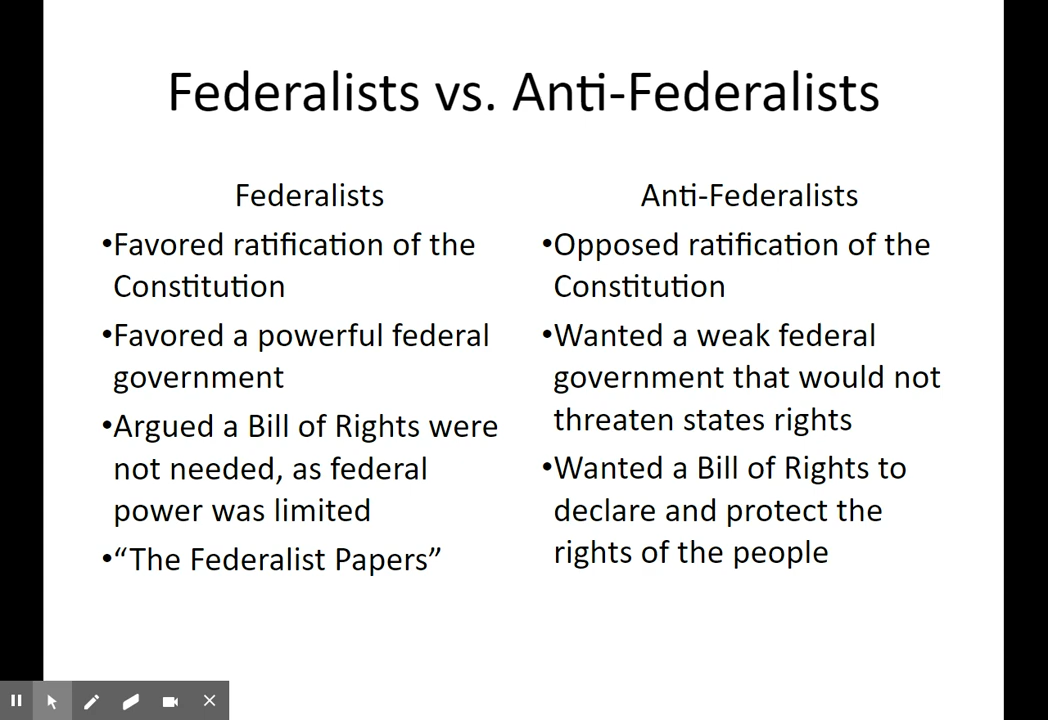 Federalists vs. Anti-Federalists
Federalists
•Favored ratification of the
Constitution
•Favored a powerful federal
government
•Argued a Bill of Rights were
not needed, as federal
power was limited
•“The Federalist Papers”
Anti-Federalists
•Opposed ratification of the
Constitution
•Wanted a weak federal
government that would not
threaten states rights
•Wanted a Bill of Rights to
declare and protect the
rights of the people